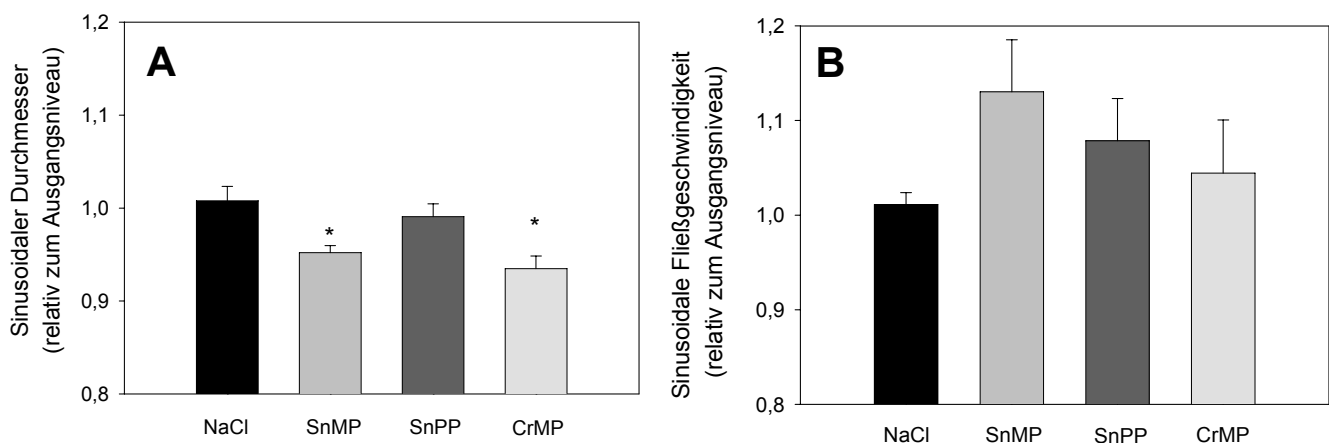 Sinusoidaler Durchmesser
(relativ zum Ausgangsniveau)
A
1,2
1,1
1,0
0,9
0,8
*
*
NaCl
SnMP
SnPP
CrMP
Sinusoidale Fließgeschwindigkeit
(relativ zum Ausgangsniveau)
B
1,2
1,1
1,0
0,9
0,8
NaCl
SnMP
SnPP
CrMP